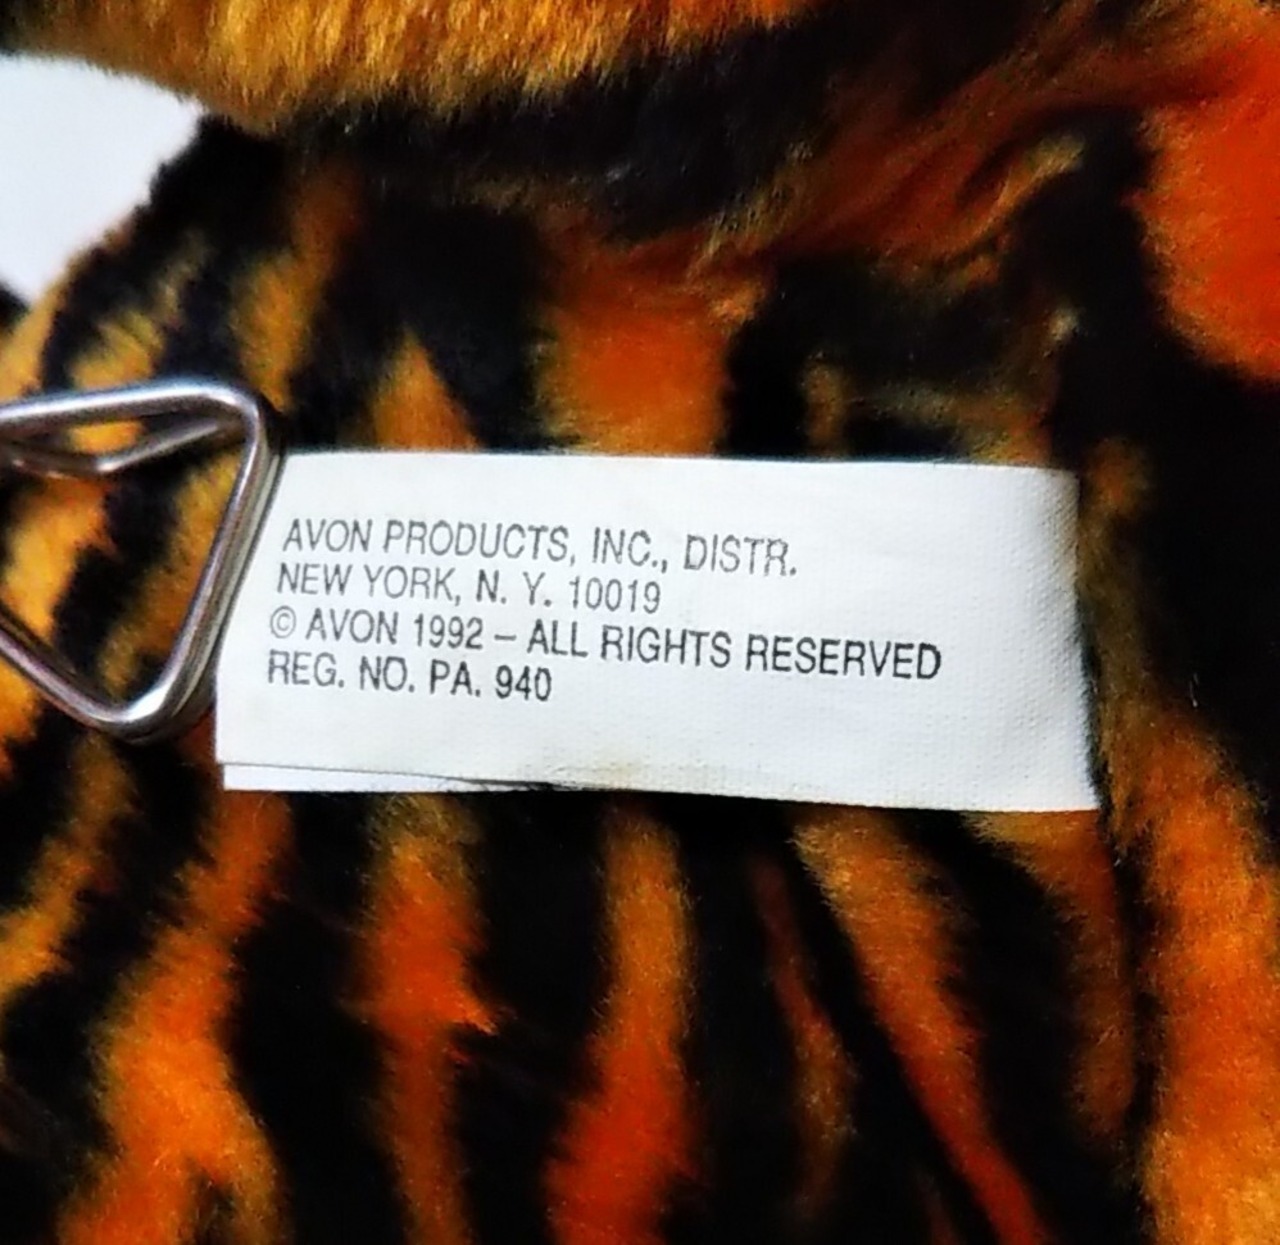 AVON PRODUCTS, INC., DISTR.
NEW YORK, N. Y. 10019
© AVON 1992 – ALL RIGHTS RESERVED
REG. NO. PA. 940